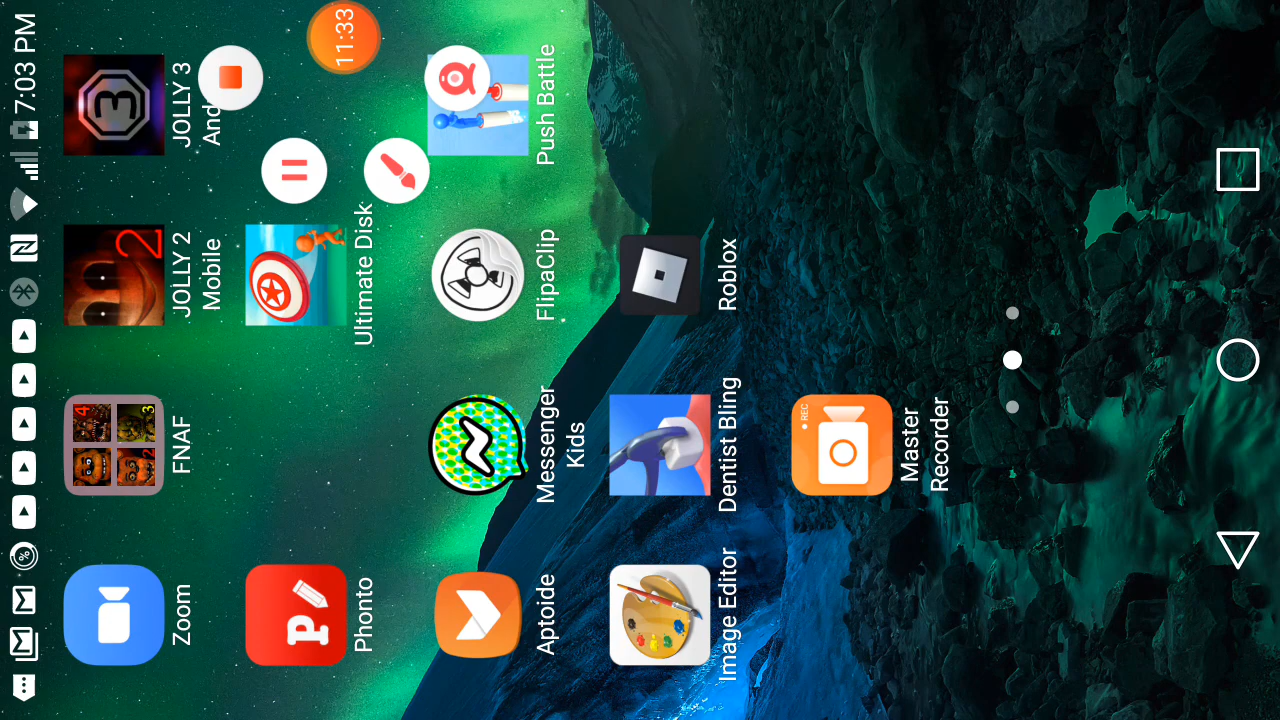 7:03 PM
11:33
Zoom
FNAF
JOLLY 2
Mobile
JOLLY 3
And
Phonto
Ultimate Disk
Aptoide
Messenger
Kids
FlipaClip
Push Battle
Image Editor
Dentist Bling
Roblox
REC
Master
Recorder